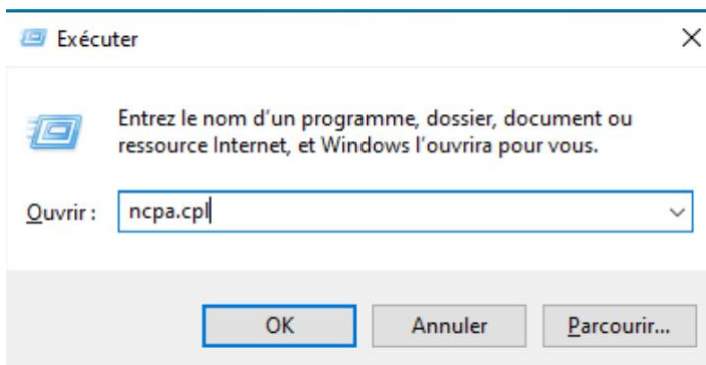 Exécuter
Entrez le nom d'un programme, dossier, document ou
ressource Internet, et Windows l'ouvrira pour vous.
Ouvrir : ncpa.cpl
OK Annuler Parcourir...